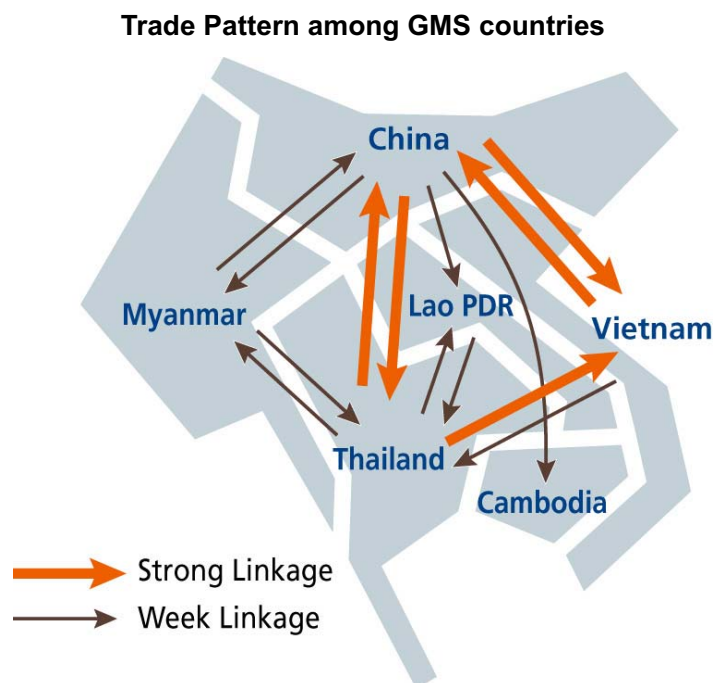 Trade Pattern among GMS countries
China
Myanmar
Lao PDR
Vietnam
Thailand
Cambodia
Strong Linkage
Week Linkage